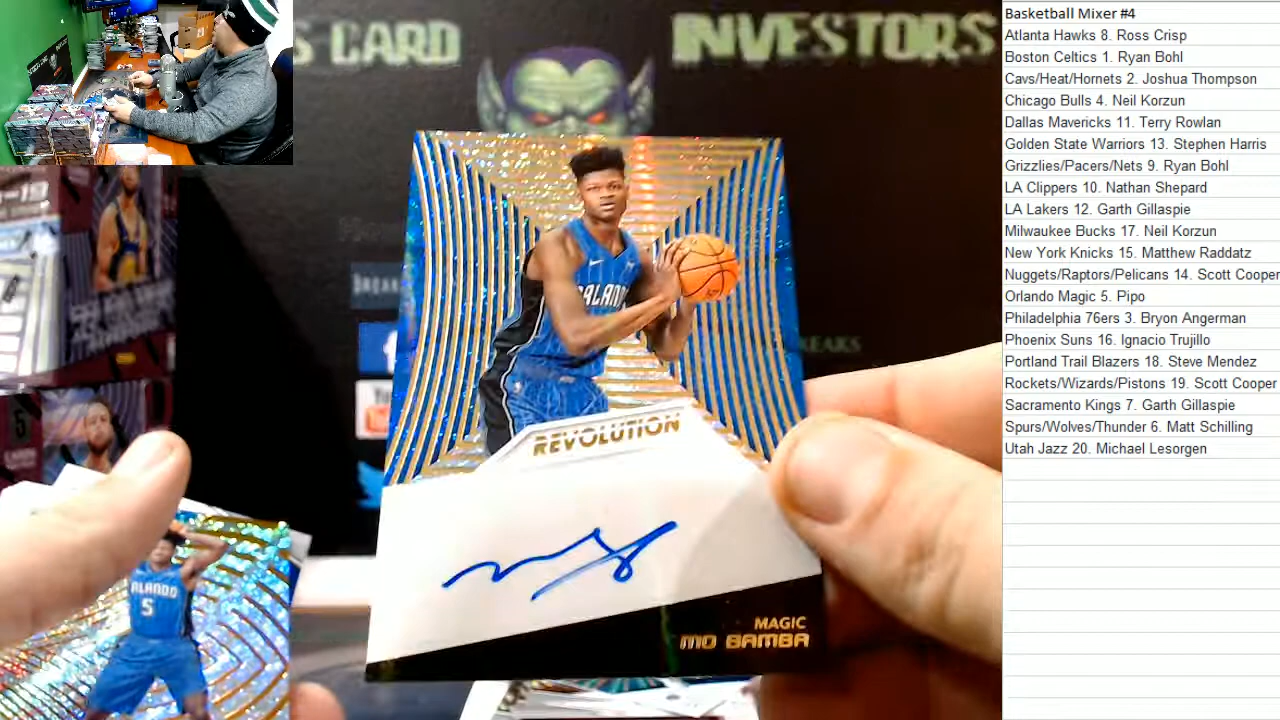 S CARD
INVESTORS
ORLANDO
REVOLUTION
MAGIC
MO BAMBA
ORLANDO
5
5
Basketball Mixer #4
Atlanta Hawks 8. Ross Crisp
Boston Celtics 1. Ryan Bohl
Cavs/Heat/Hornets 2. Joshua Thompson
Chicago Bulls 4. Neil Korzun
Dallas Mavericks 11. Terry Rowlan
Golden State Warriors 13. Stephen Harris
Grizzlies/Pacers/Nets 9. Ryan Bohl
LA Clippers 10. Nathan Shepard
LA Lakers 12. Garth Gillaspie
Milwaukee Bucks 17. Neil Korzun
New York Knicks 15. Matthew Raddatz
Nuggets/Raptors/Pelicans 14. Scott Cooper
Orlando Magic 5. Pipo
Philadelphia 76ers 3. Bryon Angerman
Phoenix Suns 16. Ignacio Trujillo
Portland Trail Blazers 18. Steve Mendez
Rockets/Wizards/Pistons 19. Scott Cooper
Sacramento Kings 7. Garth Gillaspie
Spurs/Wolves/Thunder 6. Matt Schilling
Utah Jazz 20. Michael Lesorgen